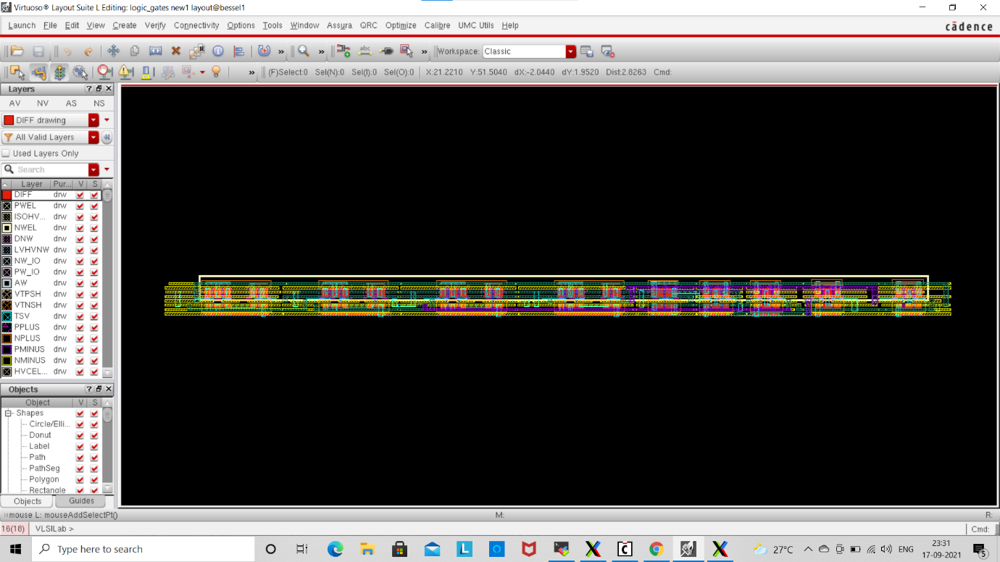 Virtuoso® Layout Suite L Editing: logic_gates new1 layout@bessel1
Launch File Edit View Create Verify Connectivity Options Tools Window Assura QRC Optimize Calibre UMC Utils Help
cādence
Workspace: Classic
(F)Select:0 Sel(N):0 Sel(I):0 Sel(O):0 X:21.2210 Y:51.5040 dX:-2.0440 dY:1.9520 Dist:2.8263 Cmd:
Layers
AV NV AS NS
DIFF drawing
All Valid Layers
Used Layers Only
Search
Layer Pur... V S
DIFF drw
PWEL drw
ISOHV... drw
NWEL drw
DNW drw
LVHVNW drw
NW_IO drw
PW_IO drw
AW drw
VTPSH drw
VTNSH drw
TSV drw
PPLUS drw
NPLUS drw
PMINUS drw
NMINUS drw
HVCEL... drw
Objects
Object V S
Shapes
Circle/Elli...
Donut
Label
Path
PathSeg
Polygon
Rectangle
Objects Guides
mouse L: mouseAddSelectPt() M: R:
16(18) VLSILab > Cmd:
Type here to search
27°C ENG 23:31
17-09-2021
5